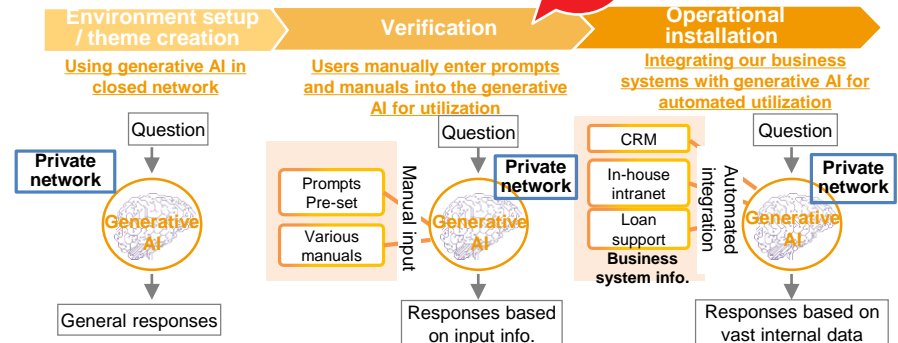 Environment setup
/ theme creation
Verification
Operational
installation
Using generative AI in
closed network
Users manually enter prompts
and manuals into the generative
AI for utilization
Integrating our business
systems with generative AI for
automated utilization
Question
Private
network
Generative
AI
General responses
Question
Private
network
Prompts
Pre-set
Various
manuals
Manual input
Generative
AI
Responses based
on input info.
Question
Private
network
CRM
In-house
intranet
Loan
support
Business
system info.
Automated
integration
Generative
AI
Responses based on
vast internal data